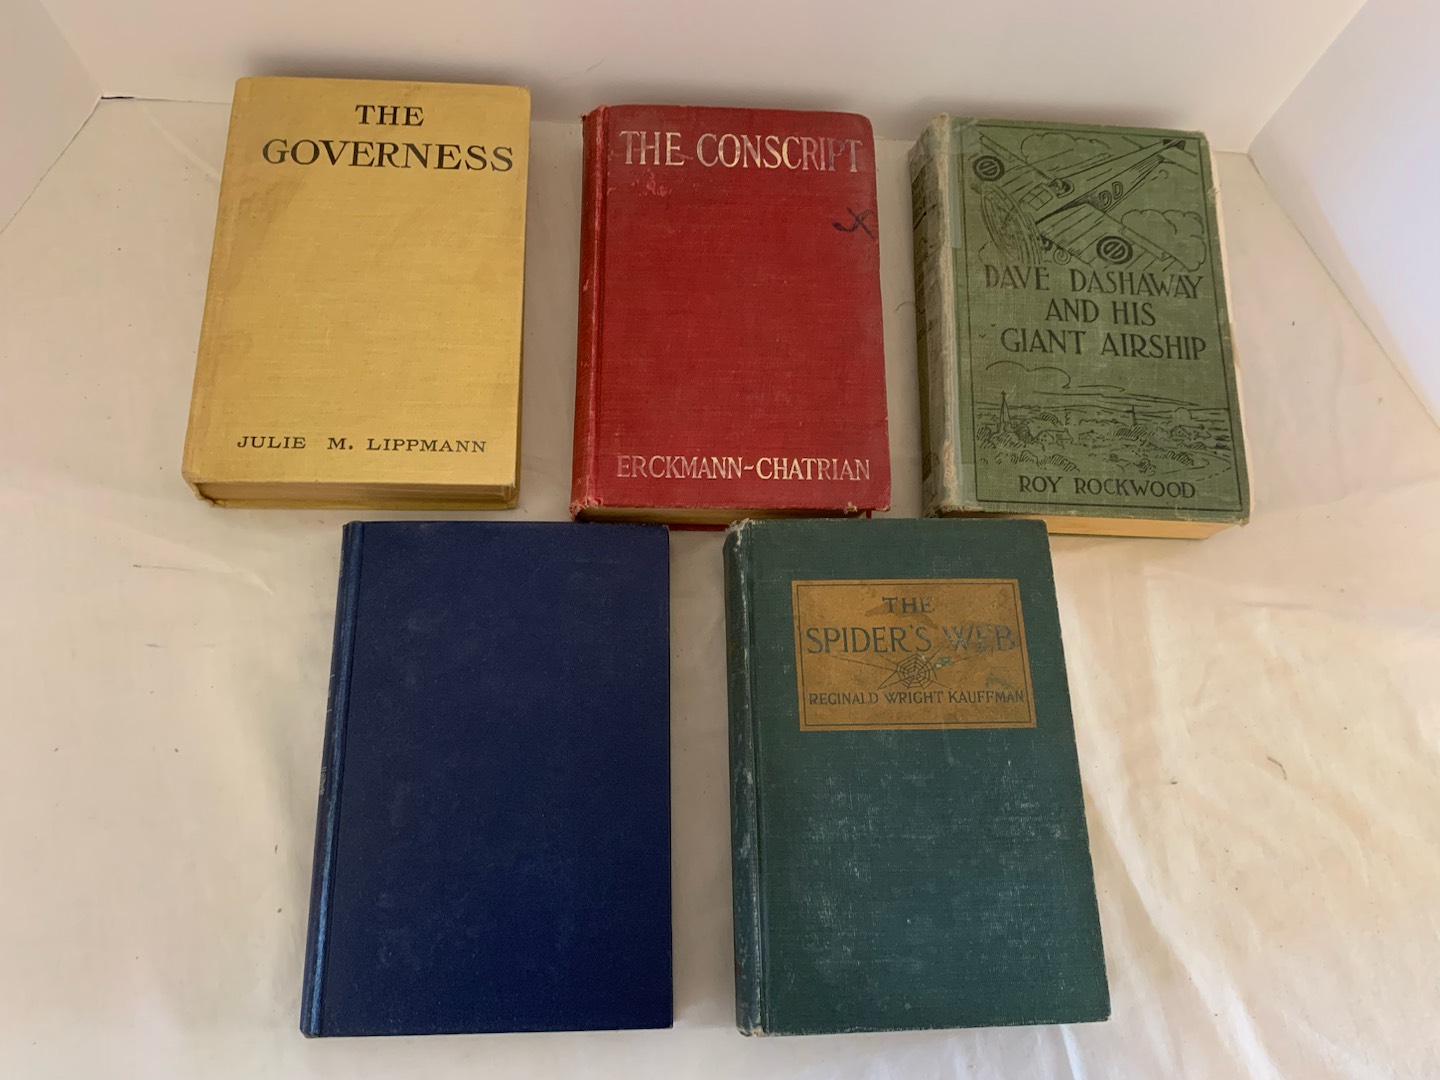 THE
GOVERNESS
JULIE M. LIPPMANN
THE CONSCRIPT
ERCKMANN-CHATRIAN
DD
DAVE DASHAWAY
AND HIS
GIANT AIRSHIP
ROY ROCKWOOD
THE
SPIDER'S WEB
REGINALD WRIGHT KAUFFMAN